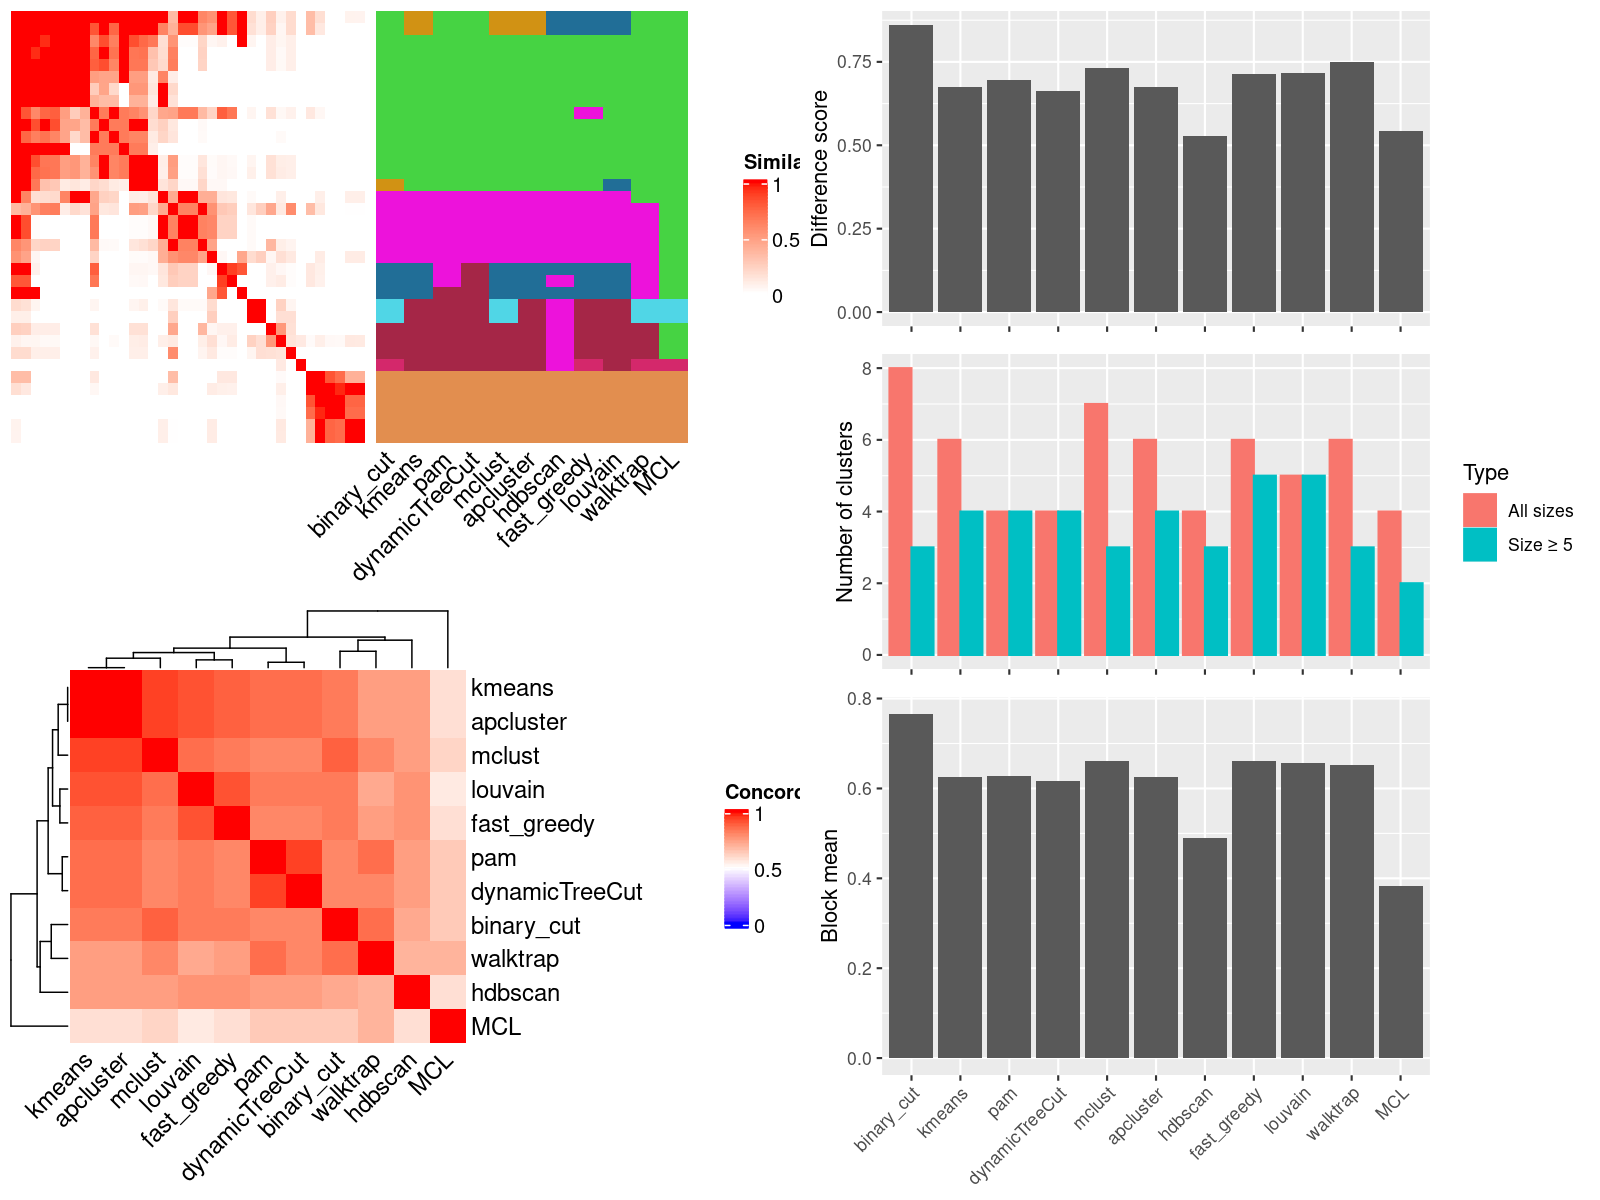 Simila
1
0.5
0
binary_cut
kmeans
pam
dynamicTreeCut
mclust
apcluster
hdbscan
fast_greedy
louvain
walktrap
MCL
kmeans
apcluster
mclust
louvain
fast_greedy
pam
dynamicTreeCut
binary_cut
walktrap
hdbscan
MCL
kmeans
apcluster
mclust
louvain
fast_greedy
pam
dynamicTreeCut
binary_cut
walktrap
hdbscan
MCL
Concord
1
0.5
0
Difference score
0.75
0.50
0.25
0.00
Number of clusters
8
6
4
2
0
Type
All sizes
Size ≥ 5
Block mean
0.8
0.6
0.4
0.2
0.0
binary_cut
kmeans
pam
dynamicTreeCut
mclust
apcluster
hdbscan
fast_greedy
louvain
walktrap
MCL